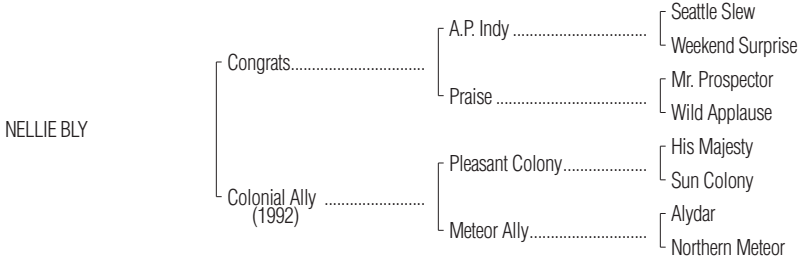 Seattle Slew
A.P. Indy ................................
Weekend Surprise
Congrats................................
Mr. Prospector
Praise ....................................
Wild Applause
NELLIE BLY
His Majesty
Pleasant Colony....................
Sun Colony
Colonial Ally ........................
(1992)
Alydar
Meteor Ally............................
Northern Meteor